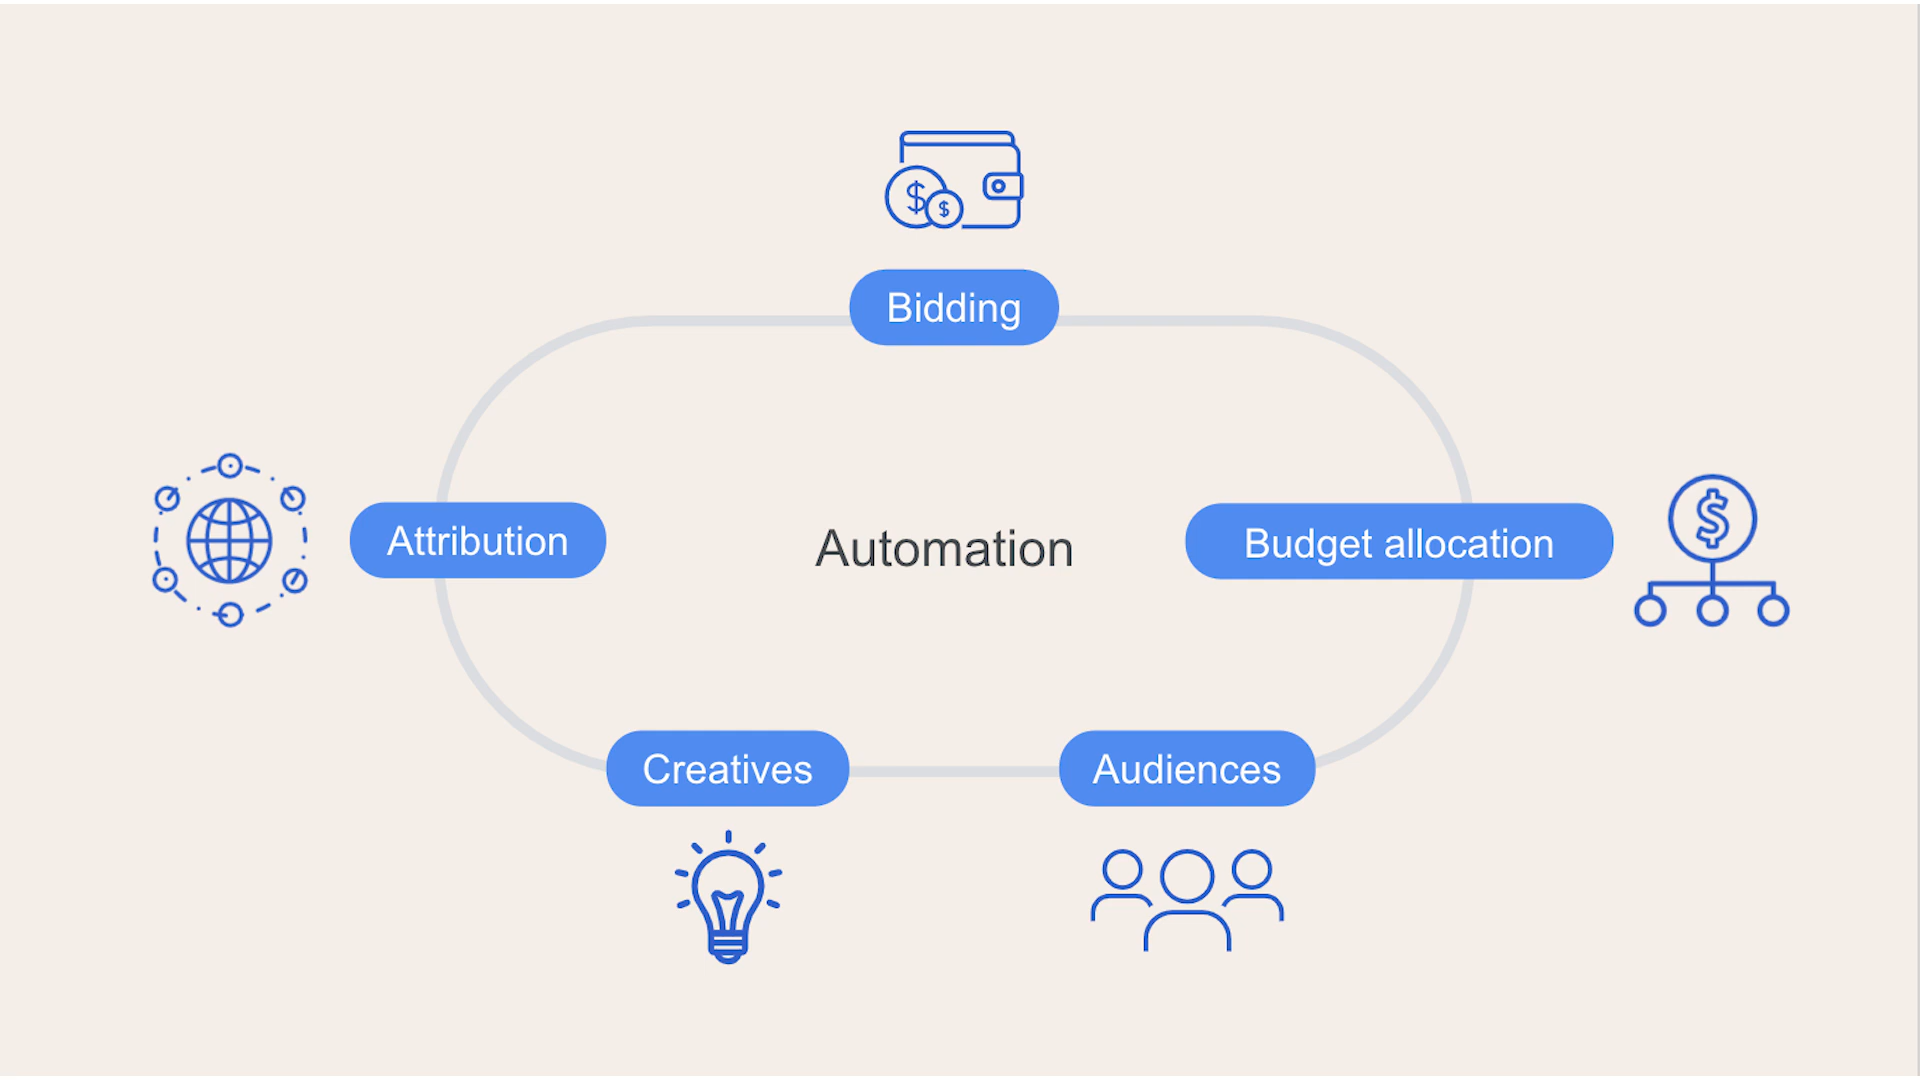 Bidding
Attribution
Automation
Budget allocation
Creatives
Audiences